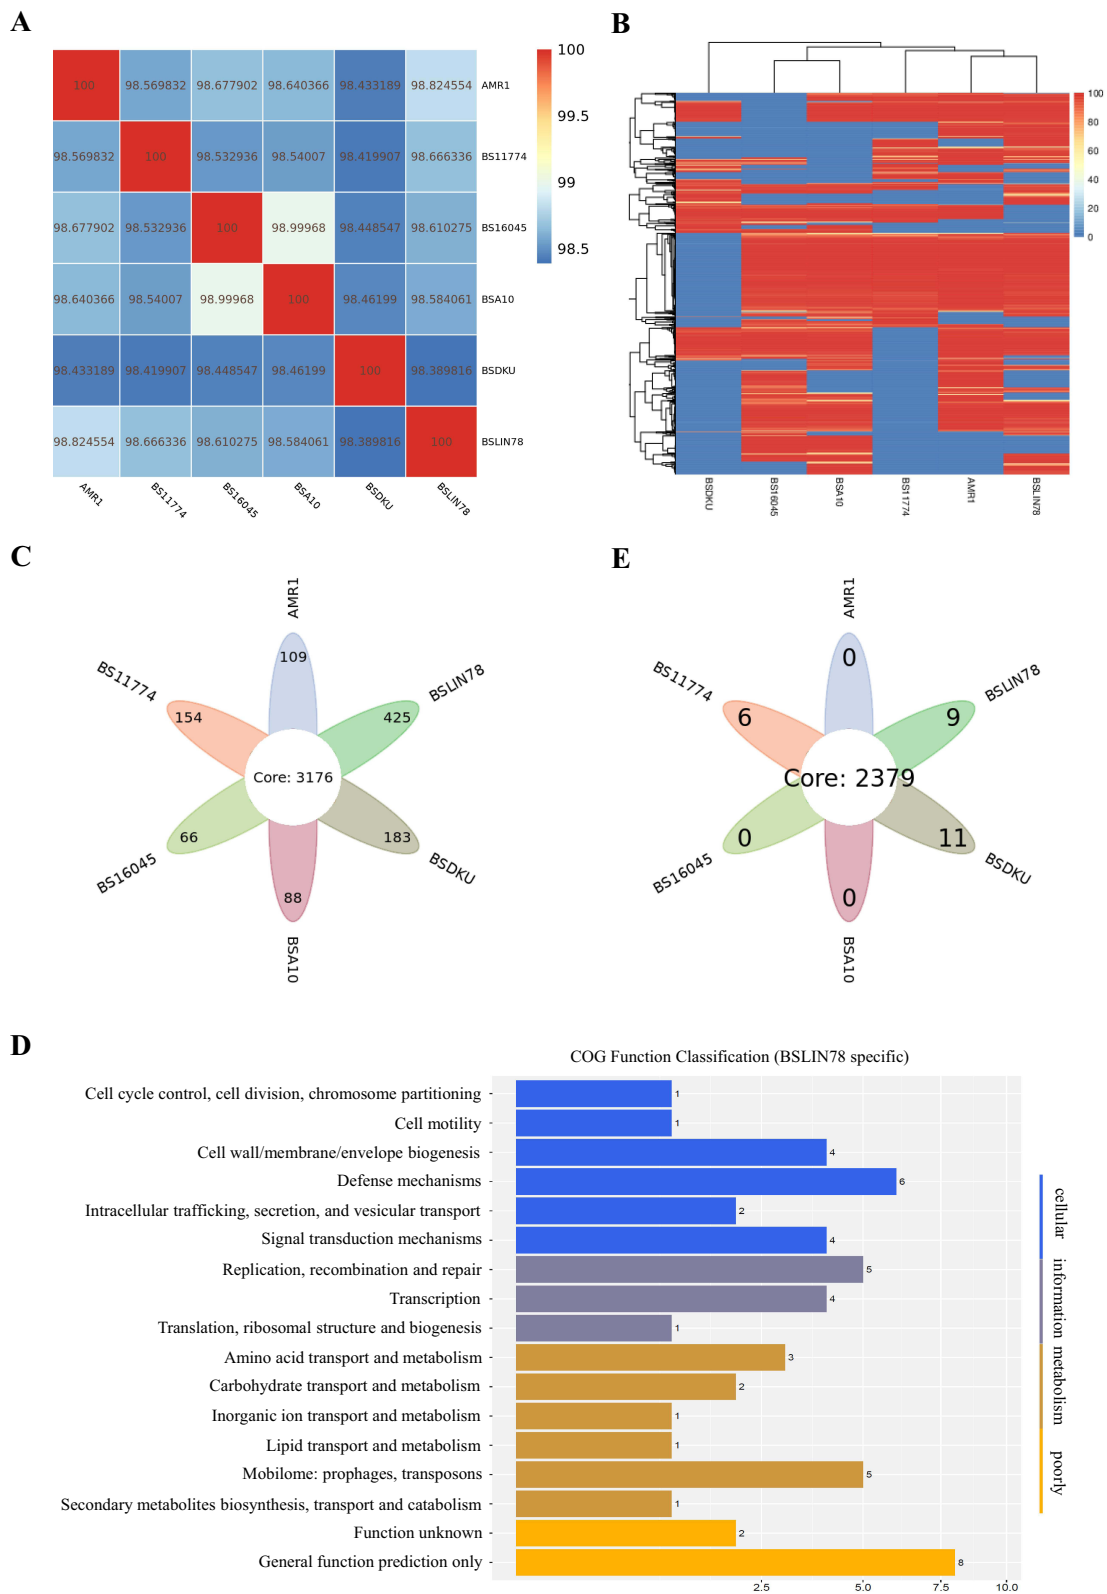 A
100 98.569832 98.677902 98.640366 98.433189 98.824554 AMR1
98.569832 100 98.532936 98.54007 98.419907 98.666336 BS11774
98.677902 98.532936 100 98.99968 98.448547 98.610275 BS16045
98.640366 98.54007 98.99968 100 98.46199 98.584061 BSA10
98.433189 98.419907 98.448547 98.46199 100 98.389816 BSDKU
98.824554 98.666336 98.610275 98.584061 98.389816 100 BSLIN78
AMR1 BS11774 BS16045 BSA10 BSDKU BSLIN78
100
99.5
99
98.5
B
100
80
60
40
20
0
BSDKU BS16045 BSA10 BS11774 AMR1 BSLIN78
C
AMR1
109
BS11774
154
BSLIN78
425
Core: 3176
66
BS16045
183
BSDKU
88
BSA10
E
AMR1
0
BS11774
6
BSLIN78
9
Core: 2379
0
BS16045
11
BSDKU
0
BSA10
D
COG Function Classification (BSLIN78 specific)
Cell cycle control, cell division, chromosome partitioning 1
Cell motility 1
Cell wall/membrane/envelope biogenesis 4
Defense mechanisms 6
Intracellular trafficking, secretion, and vesicular transport 2
Signal transduction mechanisms 4
Replication, recombination and repair 5
Transcription 4
Translation, ribosomal structure and biogenesis 1
Amino acid transport and metabolism 3
Carbohydrate transport and metabolism 2
Inorganic ion transport and metabolism 1
Lipid transport and metabolism 1
Mobilome: prophages, transposons 5
Secondary metabolites biosynthesis, transport and catabolism 1
Function unknown 2
General function prediction only 8
2.5 5.0 7.5 10.0
cellular
information
metabolism
poorly